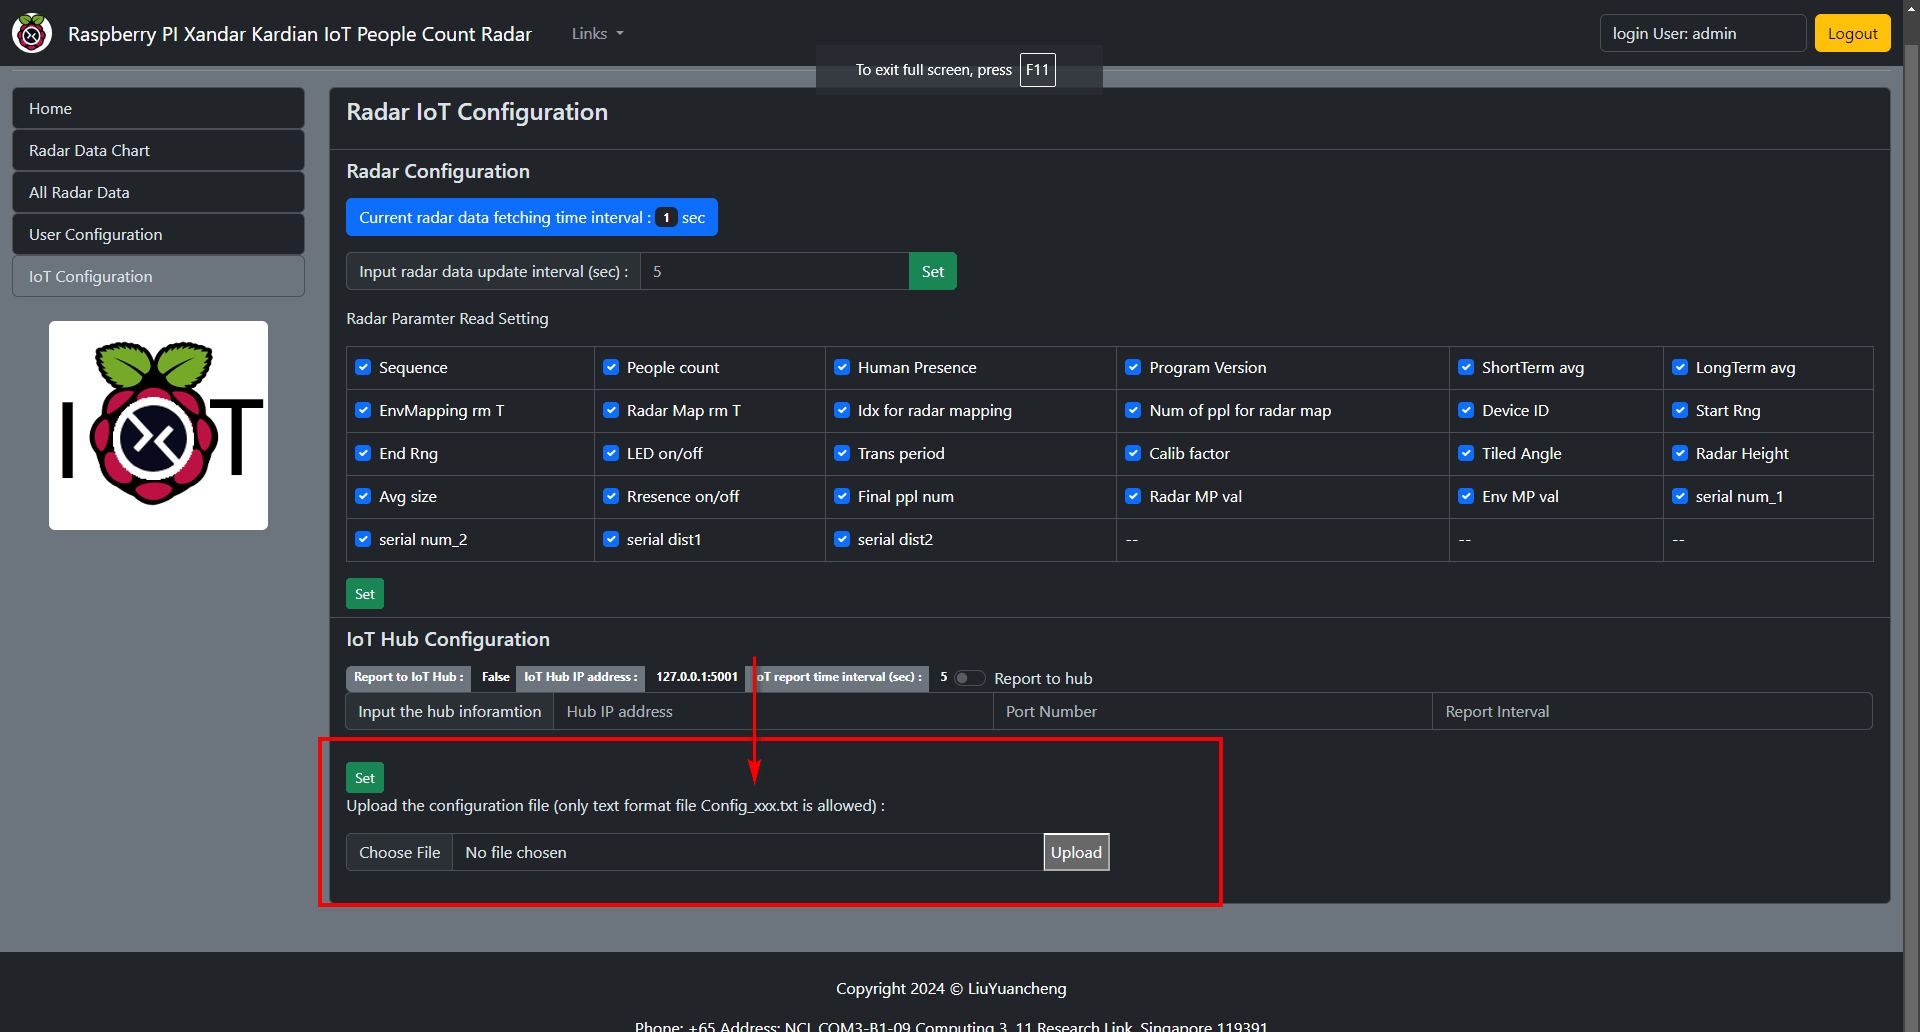 Raspberry PI Xandar Kardian IoT People Count Radar Links login User: admin Logout
To exit full screen, press F11
Home
Radar Data Chart
All Radar Data
User Configuration
IoT Configuration
I T
Radar IoT Configuration
Radar Configuration
Current radar data fetching time interval : 1 sec
Input radar data update interval (sec) : 5 Set
Radar Paramter Read Setting
Sequence People count Human Presence Program Version ShortTerm avg LongTerm avg
EnvMapping rm T Radar Map rm T Idx for radar mapping Num of ppl for radar map Device ID Start Rng
End Rng LED on/off Trans period Calib factor Tiled Angle Radar Height
Avg size Rresence on/off Final ppl num Radar MP val Env MP val serial num_1
serial num_2 serial dist1 serial dist2 -- -- --
Set
IoT Hub Configuration
Report to IoT Hub : False IoT Hub IP address : 127.0.0.1:5001 IoT report time interval (sec) : 5 Report to hub
Input the hub inforamtion Hub IP address Port Number Report Interval
Set
Upload the configuration file (only text format file Config_xxx.txt is allowed) :
Choose File No file chosen Upload
Copyright 2024 © LiuYuancheng
Phone: +65 Address: NCL COM3-B1-09 Computing 3, 11 Research Link, Singapore 119391